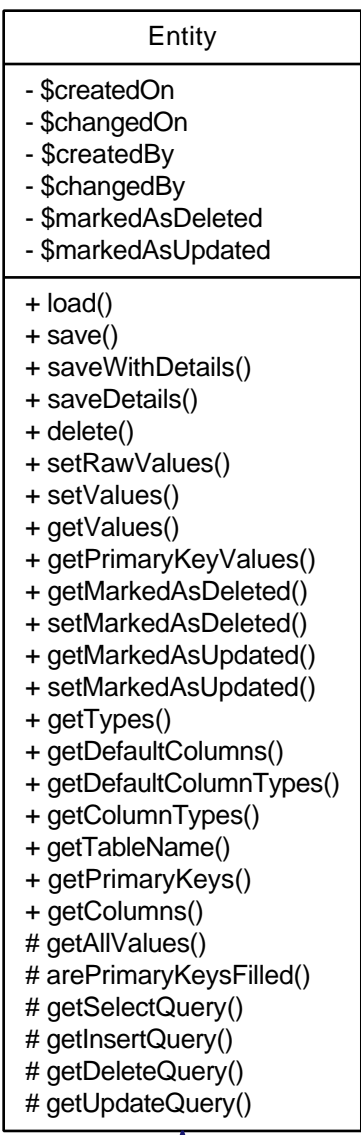 Entity
- $createdOn
- $changedOn
- $createdBy
- $changedBy
- $markedAsDeleted
- $markedAsUpdated
+ load()
+ save()
+ saveWithDetails()
+ saveDetails()
+ delete()
+ setRawValues()
+ setValues()
+ getValues()
+ getPrimaryKeyValues()
+ getMarkedAsDeleted()
+ setMarkedAsDeleted()
+ getMarkedAsUpdated()
+ setMarkedAsUpdated()
+ getTypes()
+ getDefaultColumns()
+ getDefaultColumnTypes()
+ getColumnTypes()
+ getTableName()
+ getPrimaryKeys()
+ getColumns()
# getAllValues()
# arePrimaryKeysFilled()
# getSelectQuery()
# getInsertQuery()
# getDeleteQuery()
# getUpdateQuery()